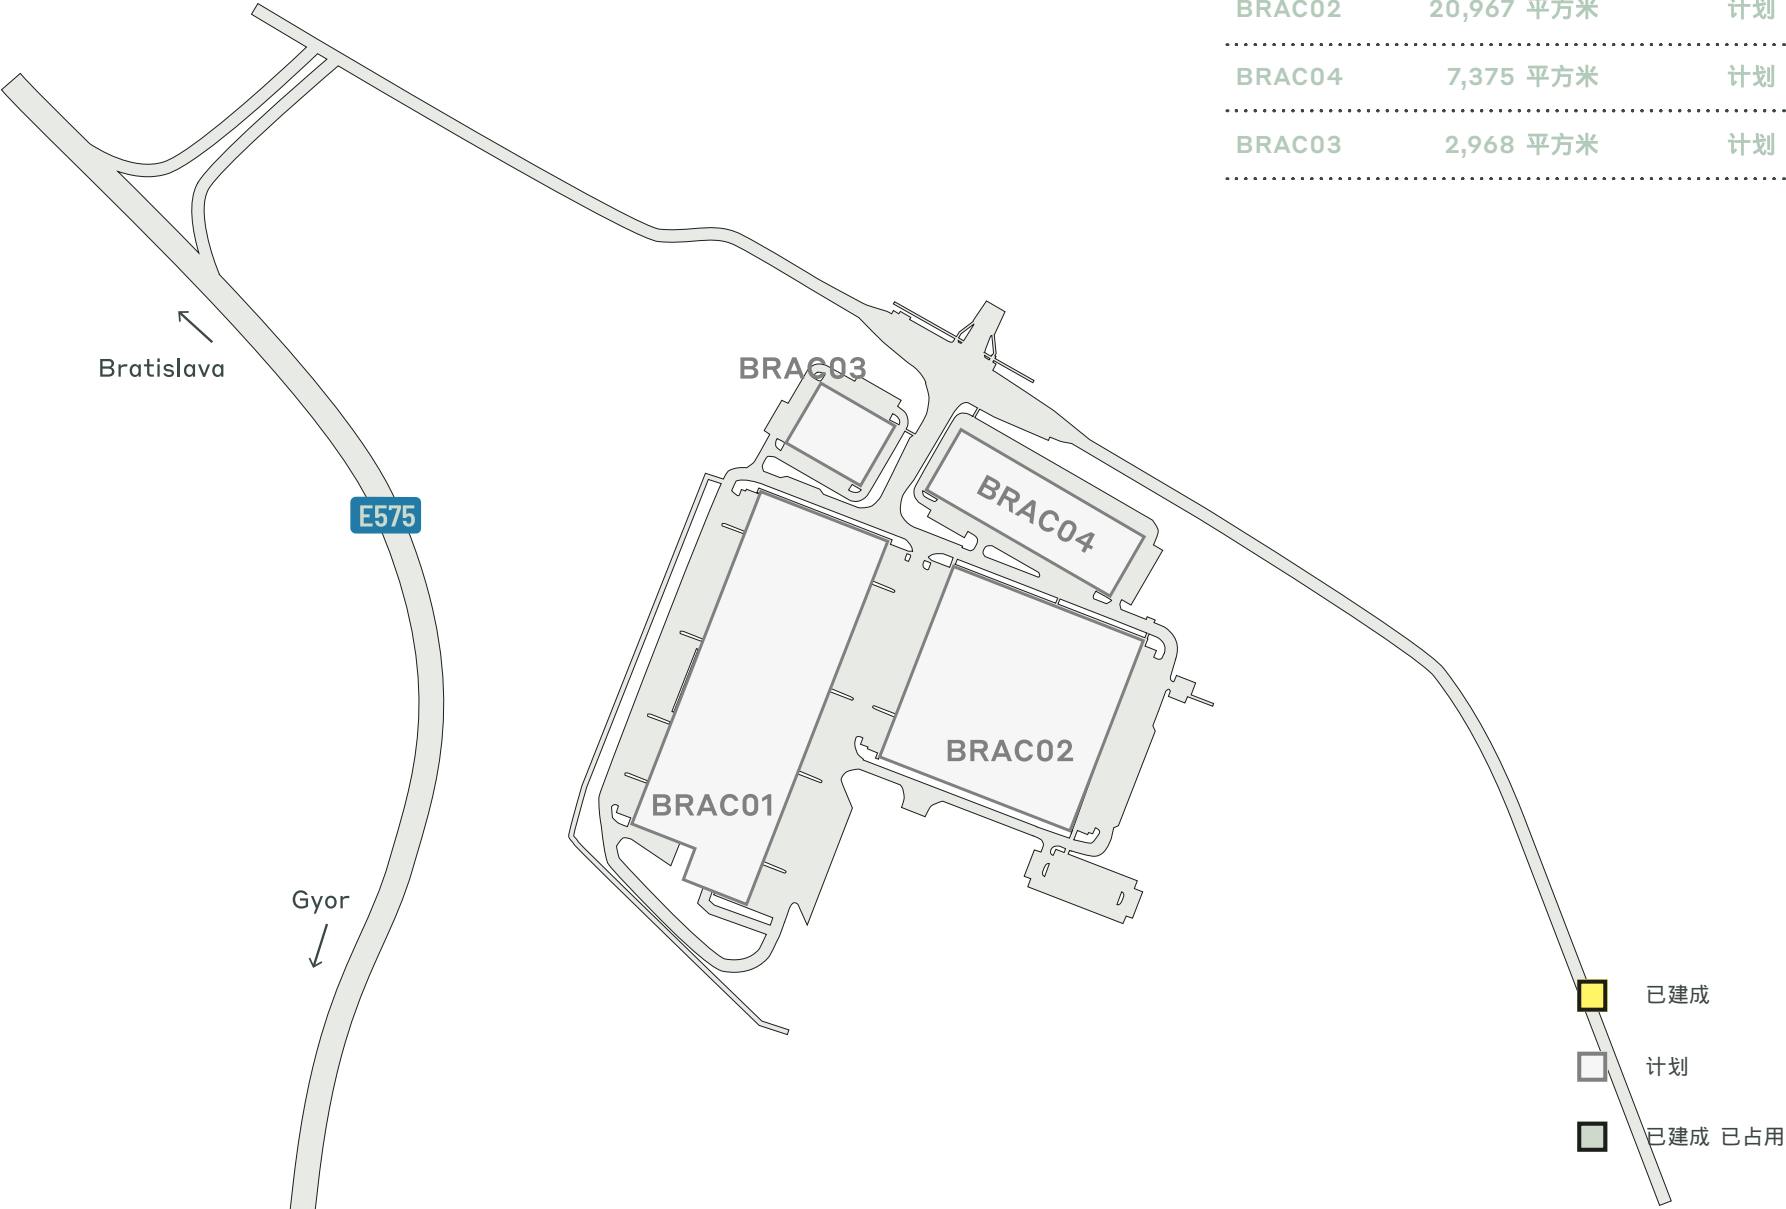 BRAC02 20,967 平方米 计划
BRAC04 7,375 平方米 计划
BRAC03 2,968 平方米 计划
Bratislava
BRAC03
BRAC04
E575
BRAC02
BRAC01
Gyor
已建成
计划
已建成 已占用